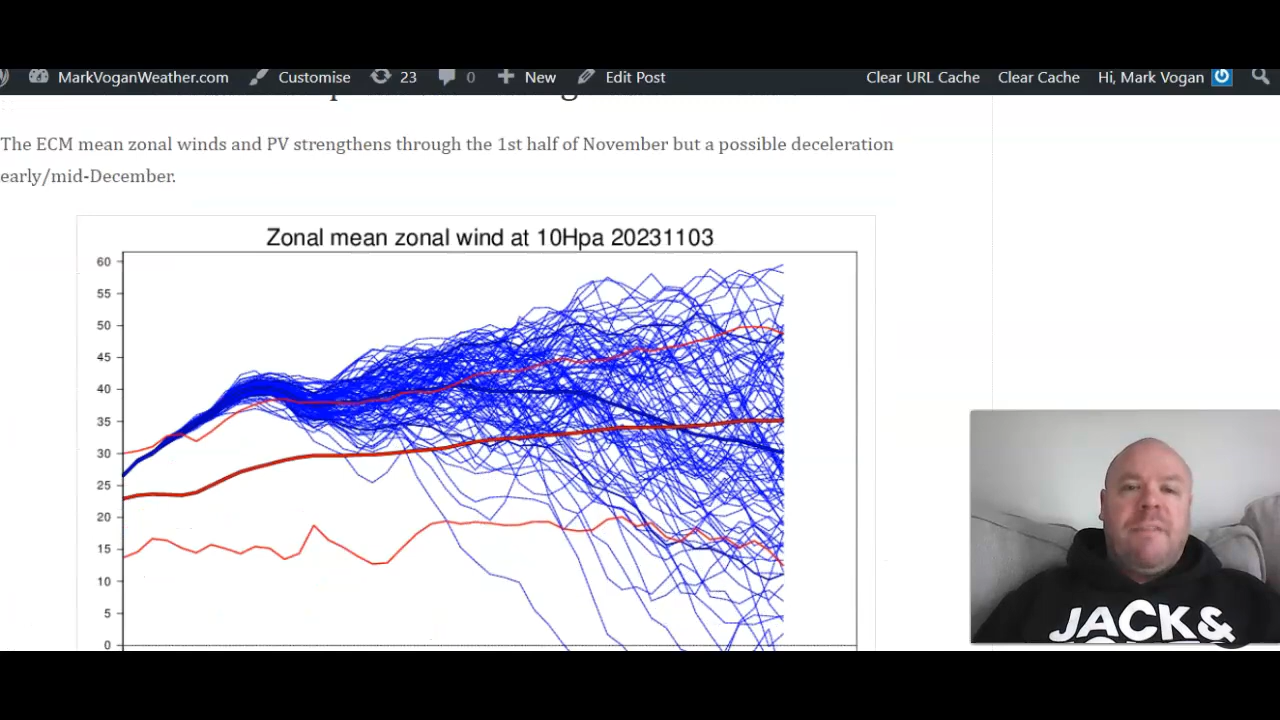 MarkVoganWeather.com Customise 23 0 New Edit Post Clear URL Cache Clear Cache Hi, Mark Vogan
The ECM mean zonal winds and PV strengthens through the 1st half of November but a possible deceleration
early/mid-December.
Zonal mean zonal wind at 10Hpa 20231103
60
55
50
45
40
35
30
25
20
15
10
5
0
JACK&